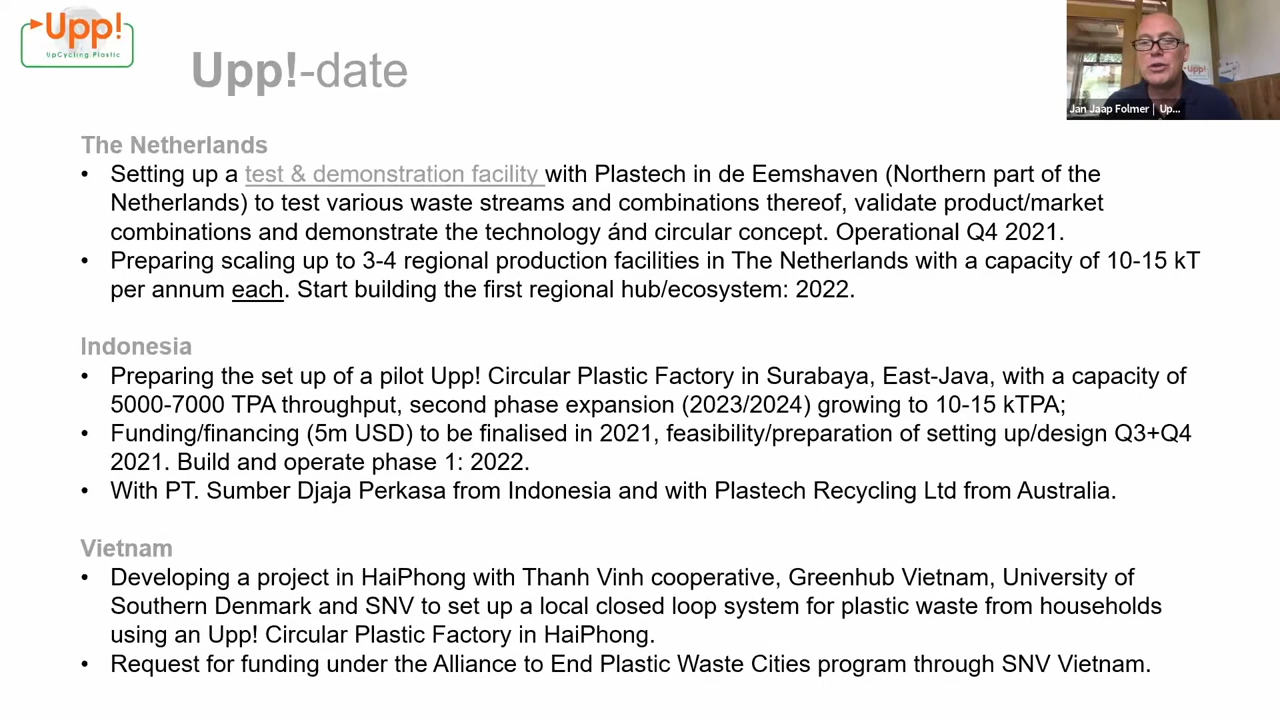 Upp!
UpCycling Plastic
Upp!-date
Jan Jaap Folmer | Up...
The Netherlands
• Setting up a test & demonstration facility with Plastech in de Eemshaven (Northern part of the
Netherlands) to test various waste streams and combinations thereof, validate product/market
combinations and demonstrate the technology ánd circular concept. Operational Q4 2021.
• Preparing scaling up to 3-4 regional production facilities in The Netherlands with a capacity of 10-15 kT
per annum each. Start building the first regional hub/ecosystem: 2022.
Indonesia
• Preparing the set up of a pilot Upp! Circular Plastic Factory in Surabaya, East-Java, with a capacity of
5000-7000 TPA throughput, second phase expansion (2023/2024) growing to 10-15 kTPA;
• Funding/financing (5m USD) to be finalised in 2021, feasibility/preparation of setting up/design Q3+Q4
2021. Build and operate phase 1: 2022.
• With PT. Sumber Djaja Perkasa from Indonesia and with Plastech Recycling Ltd from Australia.
Vietnam
• Developing a project in HaiPhong with Thanh Vinh cooperative, Greenhub Vietnam, University of
Southern Denmark and SNV to set up a local closed loop system for plastic waste from households
using an Upp! Circular Plastic Factory in HaiPhong.
• Request for funding under the Alliance to End Plastic Waste Cities program through SNV Vietnam.